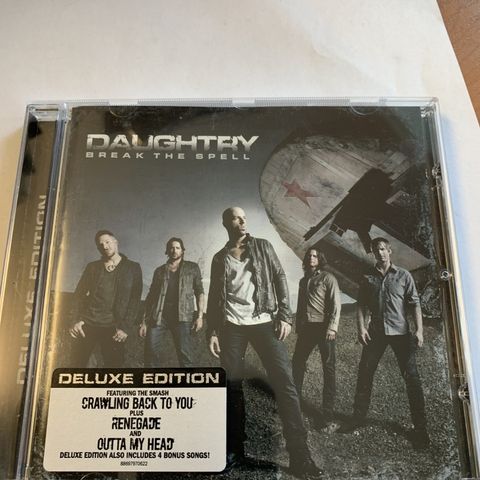 DAUGHTRY
BREAK THE SPELL
DELUXE EDITION
DELUXE EDITION
FEATURING THE SMASH
CRAWLING BACK TO YOU
PLUS
RENEGADE
AND
OUTTA MY HEAD
DELUXE EDITION ALSO INCLUDES 4 BONUS SONGS!
88697970622